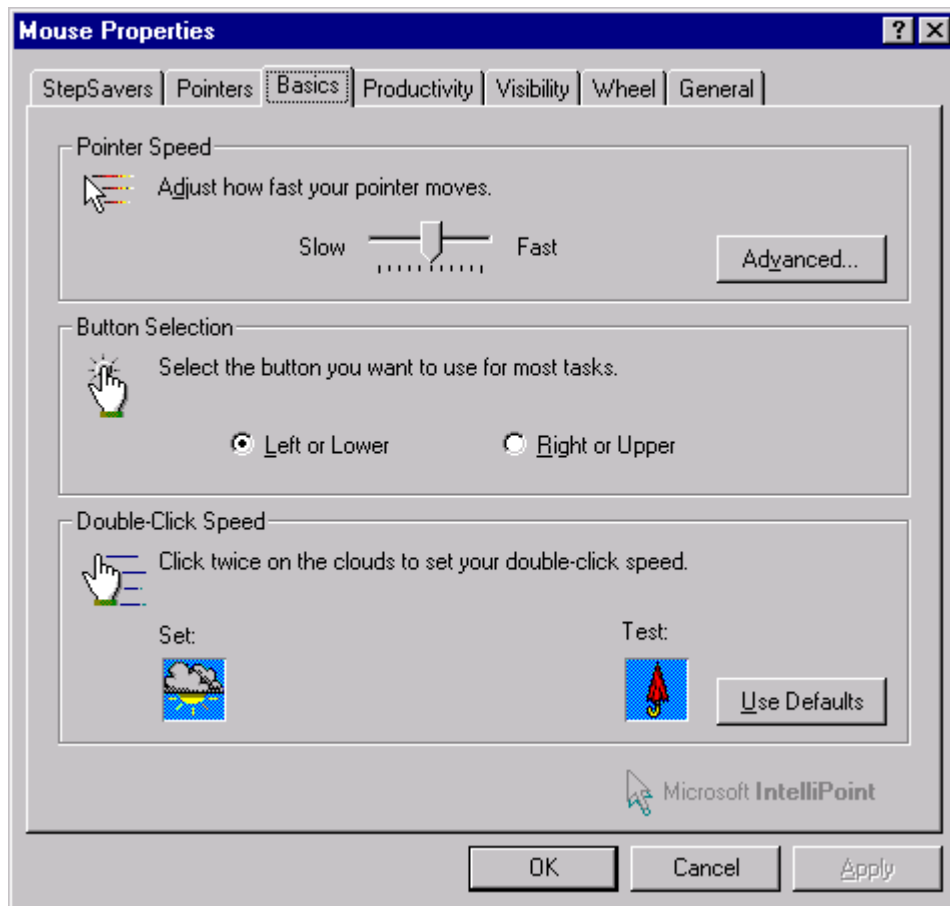 Mouse Properties
StepSavers Pointers Basics Productivity Visibility Wheel General
Pointer Speed
Adjust how fast your pointer moves.
Slow Fast
Advanced...
Button Selection
Select the button you want to use for most tasks.
Left or Lower Right or Upper
Double-Click Speed
Click twice on the clouds to set your double-click speed.
Set: Test:
Use Defaults
Microsoft IntelliPoint
OK Cancel Apply